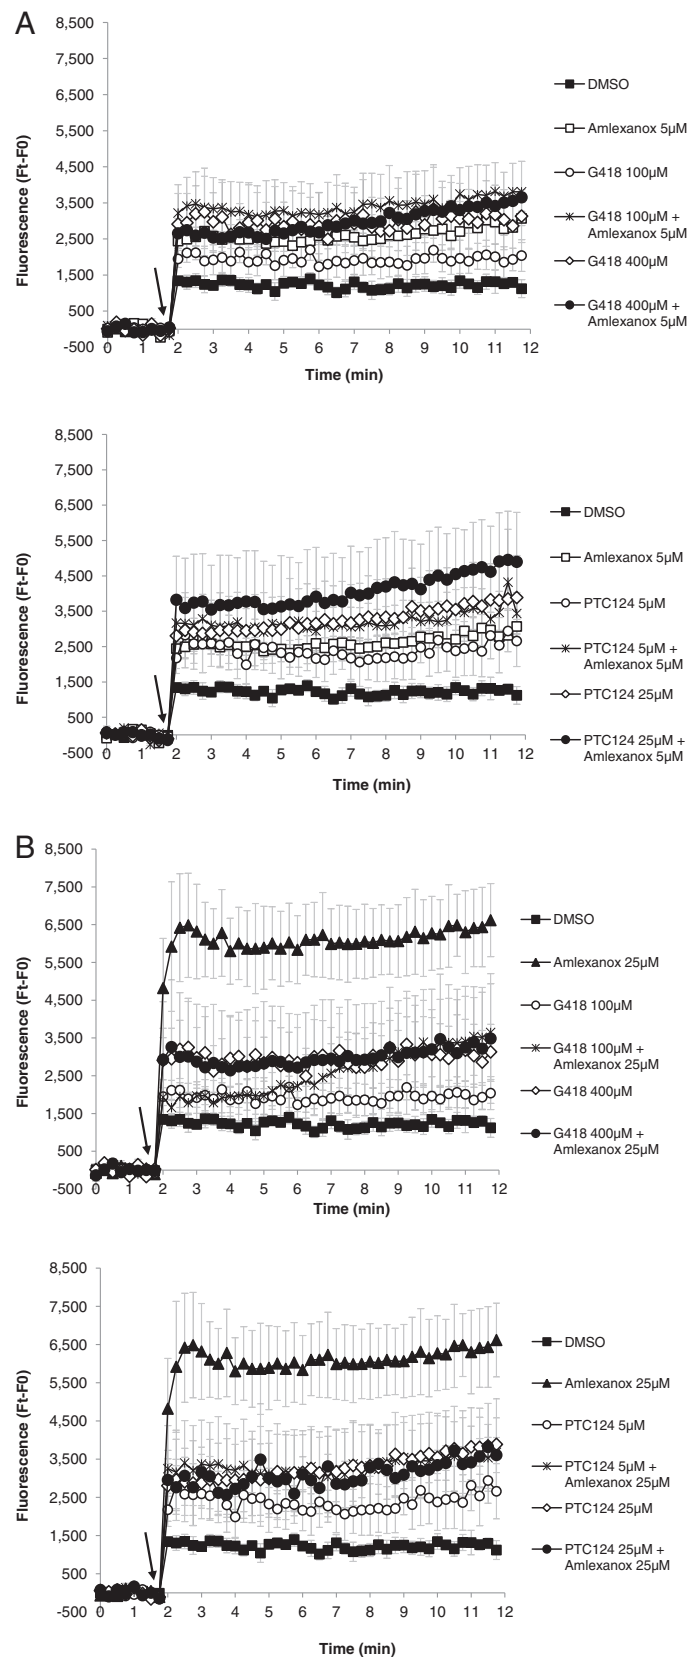 A
8,500
7,500
6,500
5,500
4,500
3,500
2,500
1,500
500
-500
Fluorescence (Ft-F0)
0 1 2 3 4 5 6 7 8 9 10 11 12
Time (min)
DMSO
Amlexanox 5µM
G418 100µM
G418 100µM +
Amlexanox 5µM
G418 400µM
G418 400µM +
Amlexanox 5µM
8,500
7,500
6,500
5,500
4,500
3,500
2,500
1,500
500
-500
Fluorescence (Ft-F0)
0 1 2 3 4 5 6 7 8 9 10 11 12
Time (min)
DMSO
Amlexanox 5µM
PTC124 5µM
PTC124 5µM +
Amlexanox 5µM
PTC124 25µM
PTC124 25µM +
Amlexanox 5µM
B
8,500
7,500
6,500
5,500
4,500
3,500
2,500
1,500
500
-500
Fluorescence (Ft-F0)
0 1 2 3 4 5 6 7 8 9 10 11 12
Time (min)
DMSO
Amlexanox 25µM
G418 100µM
G418 100µM +
Amlexanox 25µM
G418 400µM
G418 400µM +
Amlexanox 25µM
8,500
7,500
6,500
5,500
4,500
3,500
2,500
1,500
500
-500
Fluorescence (Ft-F0)
0 1 2 3 4 5 6 7 8 9 10 11 12
Time (min)
DMSO
Amlexanox 25µM
PTC124 5µM
PTC124 5µM +
Amlexanox 25µM
PTC124 25µM
PTC124 25µM +
Amlexanox 25µM